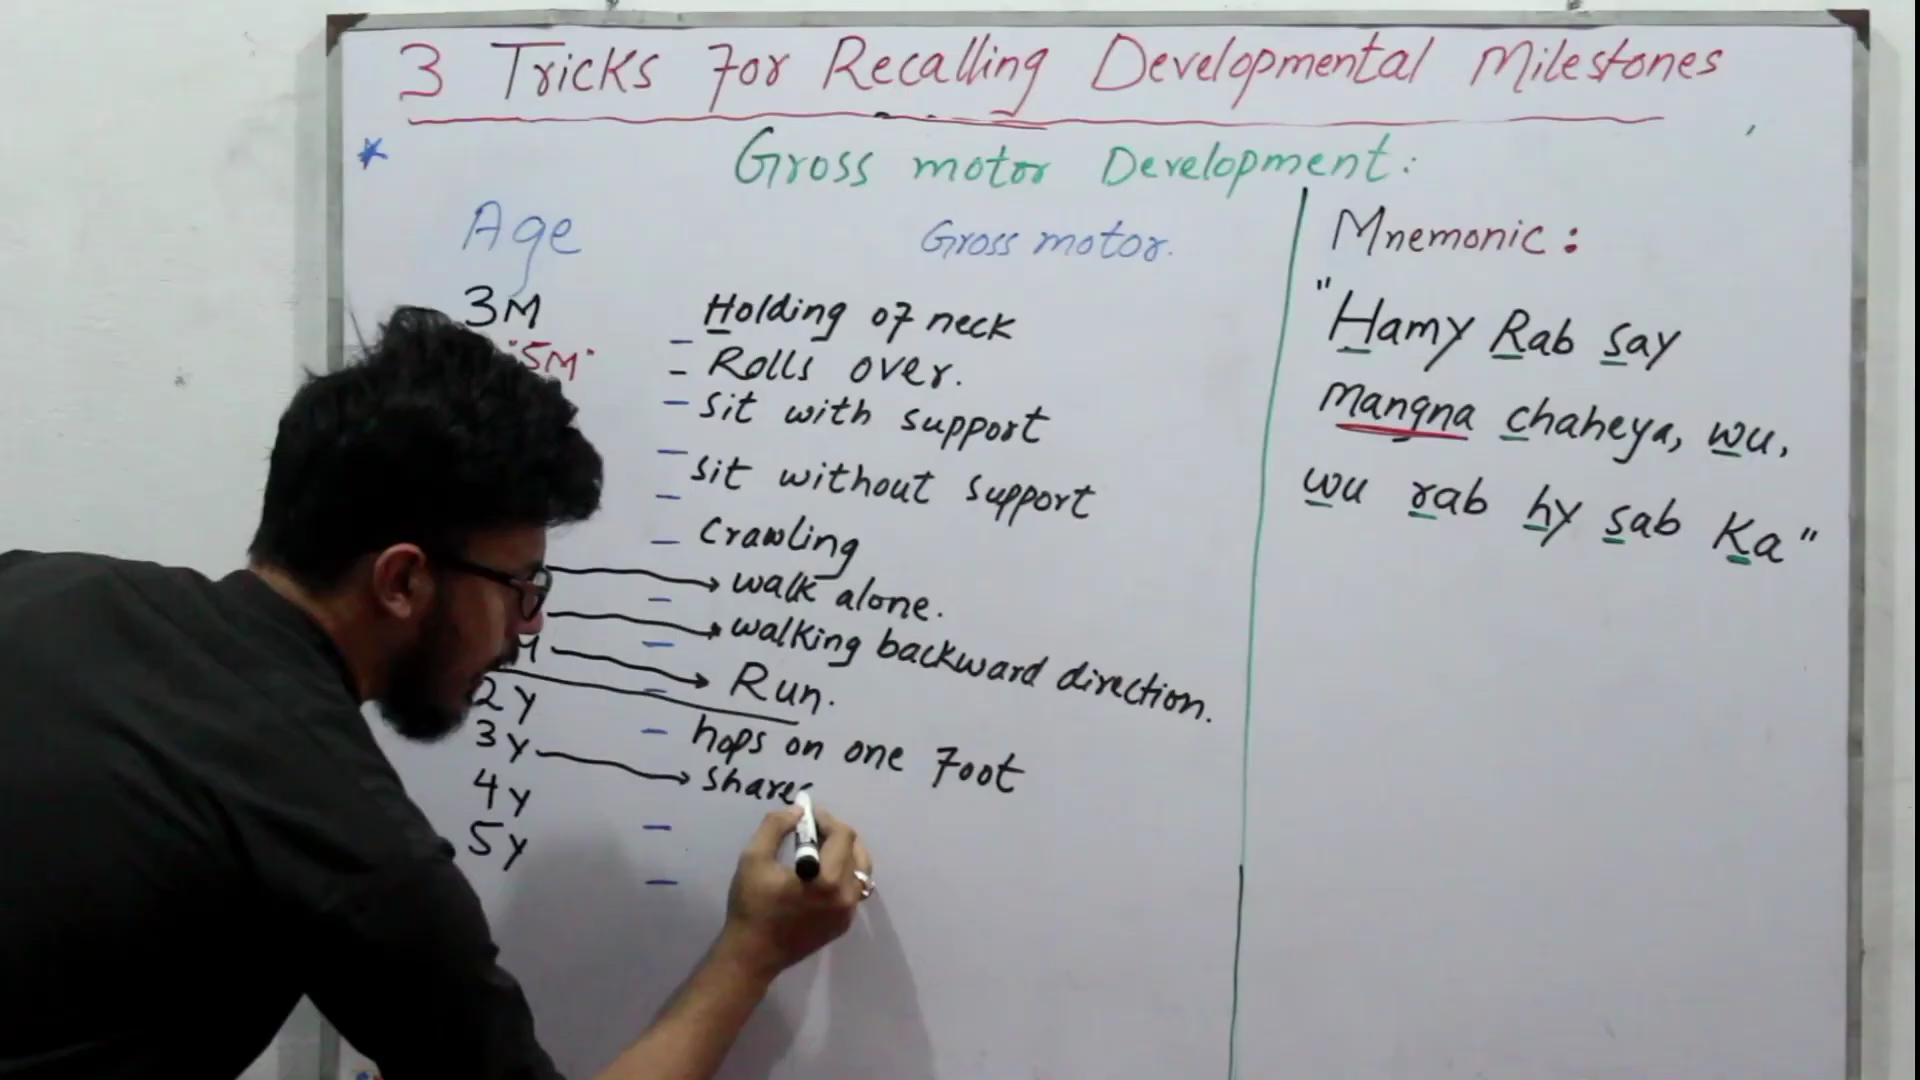 3 Tricks For Recalling Developmental Milestones
* Gross motor Development:
Age
Gross motor.
3M
"5M"
M
2Y
3Y
4Y
5Y
Holding of neck
- Rolls over.
- Sit with support
- Sit without support
- Crawling
walk alone.
walking backward direction.
Run.
- hops on one Foot
Share
Mnemonic:
"Hamy Rab say
mangna chaheya, wu,
wu rab hy sab Ka"